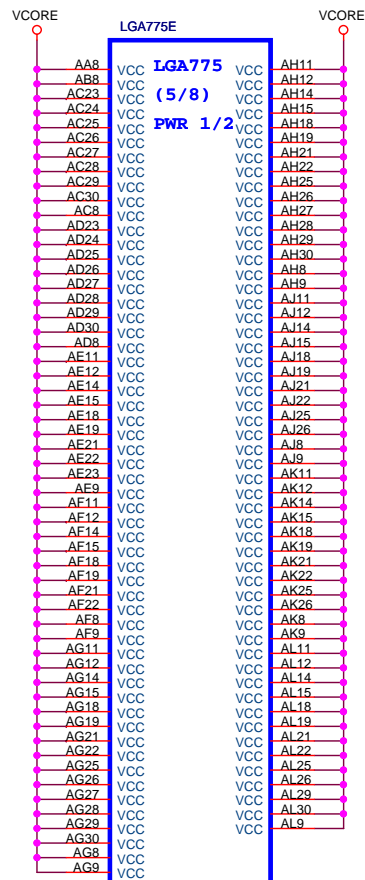 VCORE VCORE
LGA775E
AA8 VCC LGA775 VCC AH11
AB8 VCC VCC AH12
AC23 VCC (5/8) VCC AH14
AC24 VCC VCC AH15
AC25 VCC PWR 1/2 VCC AH18
AC26 VCC VCC AH19
AC27 VCC VCC AH21
AC28 VCC VCC AH22
AC29 VCC VCC AH25
AC30 VCC VCC AH26
AC8 VCC VCC AH27
AD23 VCC VCC AH28
AD24 VCC VCC AH29
AD25 VCC VCC AH30
AD26 VCC VCC AH8
AD27 VCC VCC AH9
AD28 VCC VCC AJ11
AD29 VCC VCC AJ12
AD30 VCC VCC AJ14
AD8 VCC VCC AJ15
AE11 VCC VCC AJ18
AE12 VCC VCC AJ19
AE14 VCC VCC AJ21
AE15 VCC VCC AJ22
AE18 VCC VCC AJ25
AE19 VCC VCC AJ26
AE21 VCC VCC AJ8
AE22 VCC VCC AJ9
AE23 VCC VCC AK11
AE9 VCC VCC AK12
AF11 VCC VCC AK14
AF12 VCC VCC AK15
AF14 VCC VCC AK18
AF15 VCC VCC AK19
AF18 VCC VCC AK21
AF19 VCC VCC AK22
AF21 VCC VCC AK25
AF22 VCC VCC AK26
AF8 VCC VCC AK8
AF9 VCC VCC AK9
AG11 VCC VCC AL11
AG12 VCC VCC AL12
AG14 VCC VCC AL14
AG15 VCC VCC AL15
AG18 VCC VCC AL18
AG19 VCC VCC AL19
AG21 VCC VCC AL21
AG22 VCC VCC AL22
AG25 VCC VCC AL25
AG26 VCC VCC AL26
AG27 VCC VCC AL29
AG28 VCC VCC AL30
AG29 VCC VCC AL9
AG30 VCC
AG8 VCC
AG9 VCC